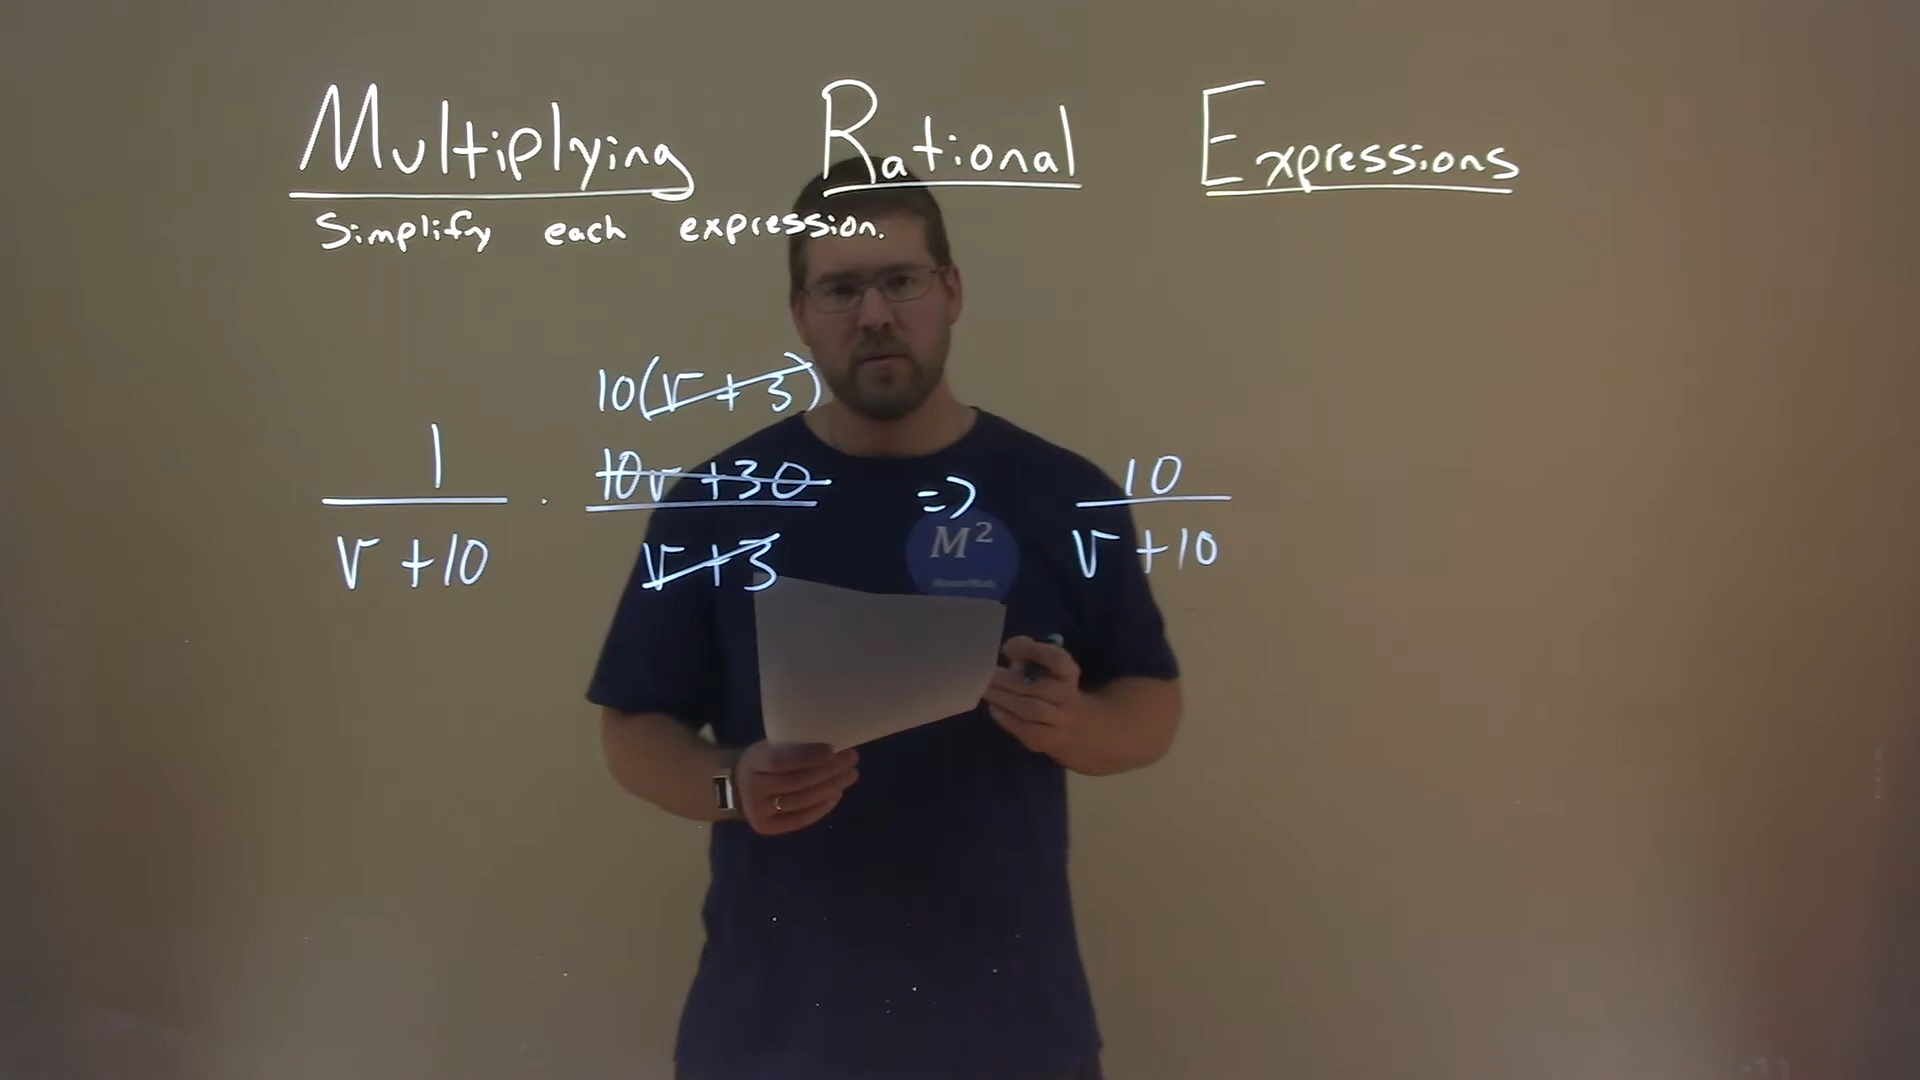 Multiplying Rational Expressions
Simplify each expression.
10(v+3)
1 / v+10 · 10v+30 / v+3 => 10 / v+10
M²